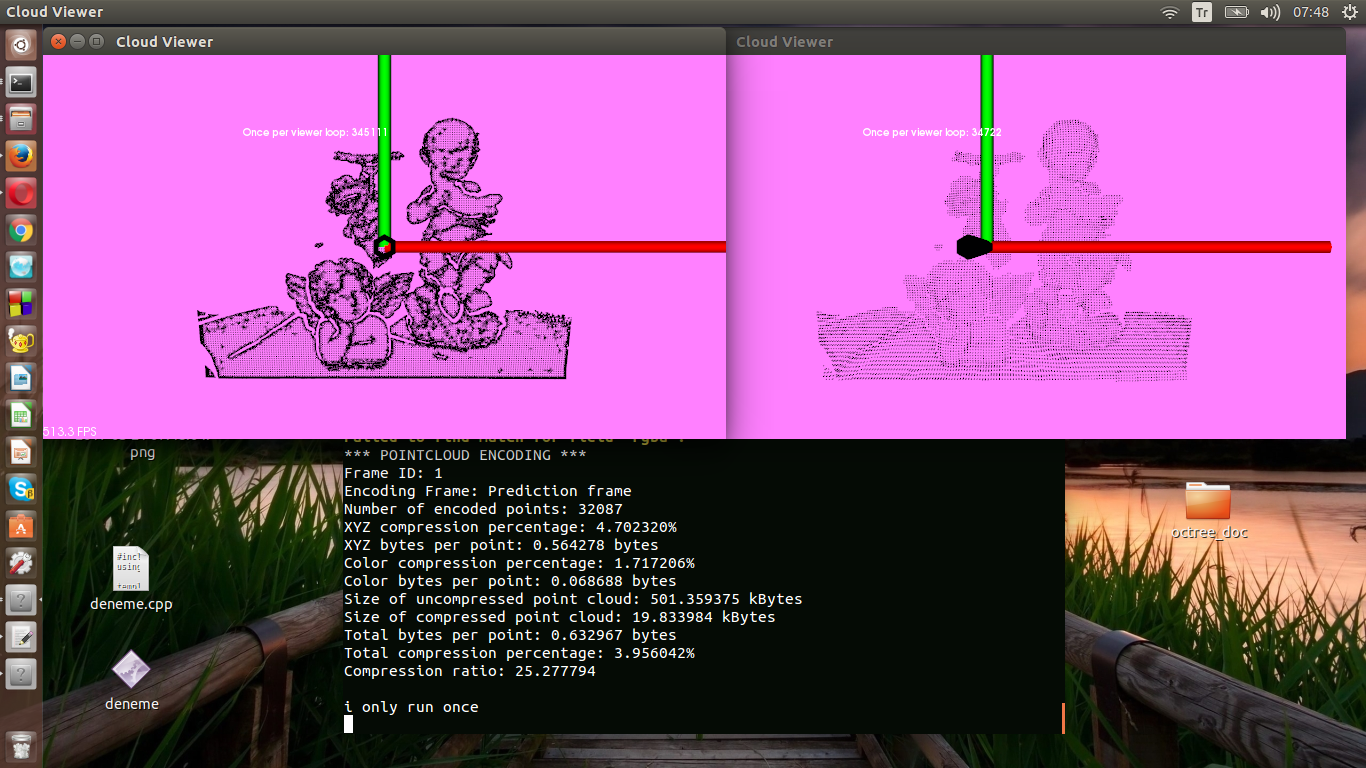 Cloud Viewer
Tr
07:48
Cloud Viewer
Cloud Viewer
Once per viewer loop: 345111
Once per viewer loop: 34722
513.3 FPS
png
*** POINTCLOUD ENCODING ***
Frame ID: 1
Encoding Frame: Prediction frame
Number of encoded points: 32087
XYZ compression percentage: 4.702320%
XYZ bytes per point: 0.564278 bytes
Color compression percentage: 1.717206%
Color bytes per point: 0.068688 bytes
Size of uncompressed point cloud: 501.359375 kBytes
Size of compressed point cloud: 19.833984 kBytes
Total bytes per point: 0.632967 bytes
Total compression percentage: 3.956042%
Compression ratio: 25.277794
i only run once
octree_doc
#incl
using
templ
deneme.cpp
deneme